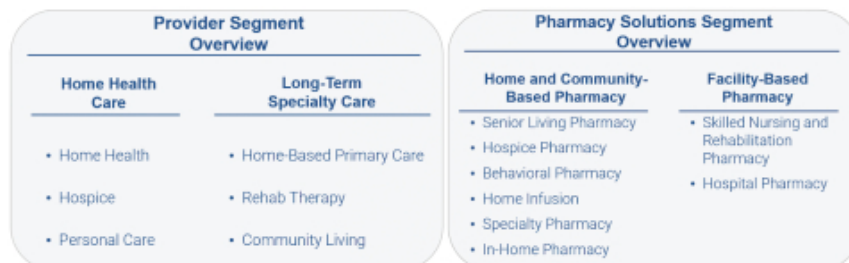 Provider Segment
Overview
Home Health
Care
• Home Health
• Hospice
• Personal Care
Long-Term
Specialty Care
• Home-Based Primary Care
• Rehab Therapy
• Community Living
Pharmacy Solutions Segment
Overview
Home and Community-
Based Pharmacy
• Senior Living Pharmacy
• Hospice Pharmacy
• Behavioral Pharmacy
• Home Infusion
• Specialty Pharmacy
• In-Home Pharmacy
Facility-Based
Pharmacy
• Skilled Nursing and
Rehabilitation
Pharmacy
• Hospital Pharmacy